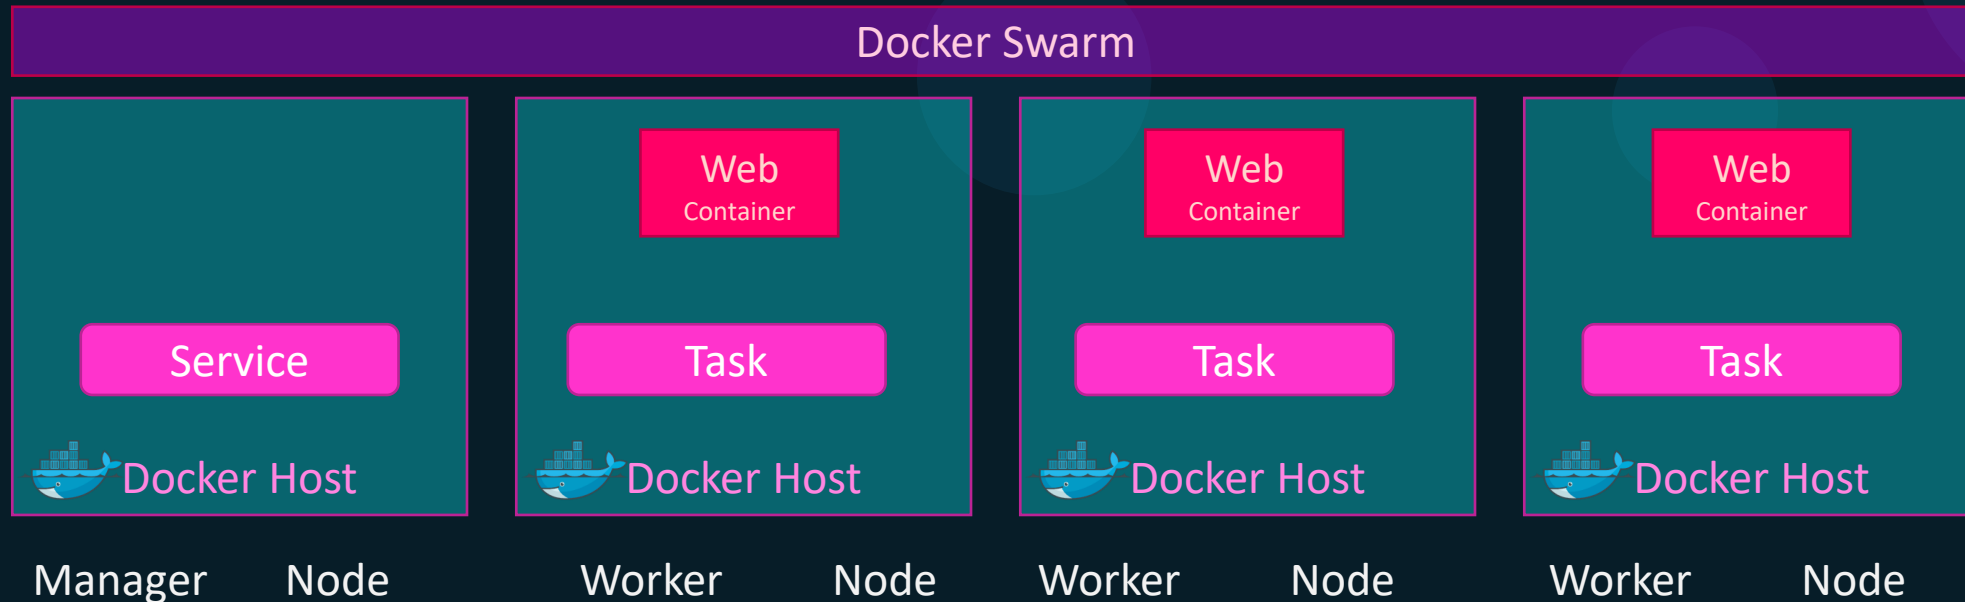 Docker Swarm
Web
Container
Web
Container
Web
Container
Service
Task
Task
Task
Docker Host
Docker Host
Docker Host
Docker Host
Manager Node
Worker Node
Worker Node
Worker Node